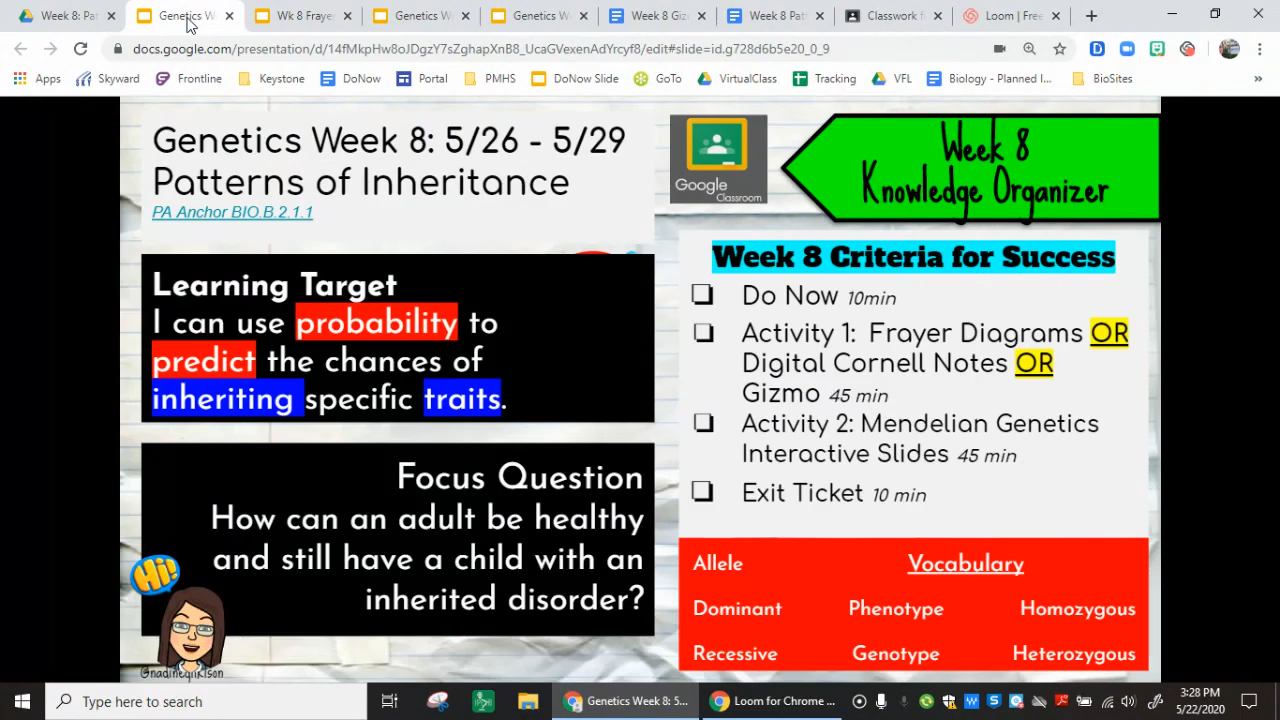 Week 8: Pa
Genetics W
Wk 8 Fraye
Genetics W
Genetics W
Week 8 Giz
Week 8 Pat
Classwork f
Loom | Free
docs.google.com/presentation/d/14fMkpHw8oJDgzY7sZghapXnB8_UcaGVexenAdYrcyf8/edit#slide=id.g728d6b5e20_0_9
Apps
Skyward
Frontline
Keystone
DoNow
Portal
PMHS
DoNow Slide
GoTo
VirtualClass
Tracking
VFL
Biology - Planned I...
BioSites
Genetics Week 8: 5/26 - 5/29
Patterns of Inheritance
PA Anchor BIO.B.2.1.1
Google
Classroom
Week 8
Knowledge Organizer
Learning Target
I can use probability to
predict the chances of
inheriting specific traits.
Focus Question
How can an adult be healthy
and still have a child with an
inherited disorder?
Hi!
@nadinegilkison
Week 8 Criteria for Success
Do Now 10min
Activity 1: Frayer Diagrams OR
Digital Cornell Notes OR
Gizmo 45 min
Activity 2: Mendelian Genetics
Interactive Slides 45 min
Exit Ticket 10 min
Allele Vocabulary
Dominant Phenotype Homozygous
Recessive Genotype Heterozygous
Type here to search
Genetics Week 8: 5...
Loom for Chrome ...
3:28 PM
5/22/2020